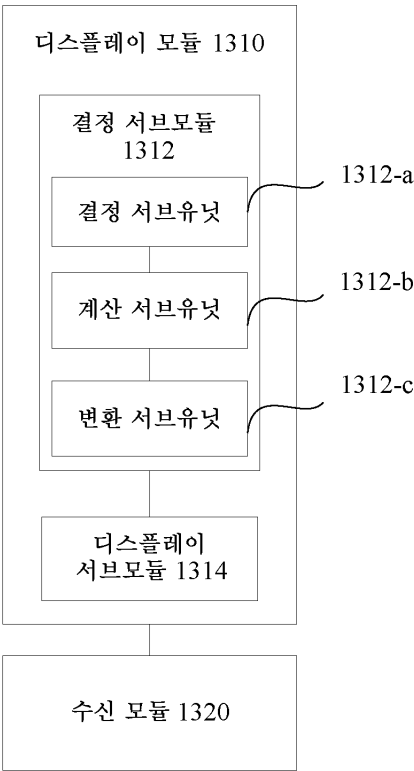 디스플레이 모듈 1310
결정 서브모듈
1312
결정 서브유닛
1312-a
계산 서브유닛
1312-b
변환 서브유닛
1312-c
디스플레이
서브모듈 1314
수신 모듈 1320